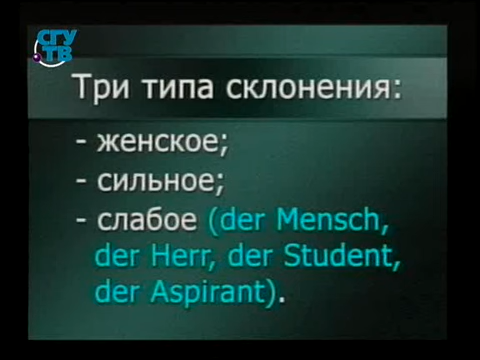 СГУ
ТВ
Три типа склонения:
- женское;
- сильное;
- слабое (der Mensch,
der Herr, der Student,
der Aspirant).